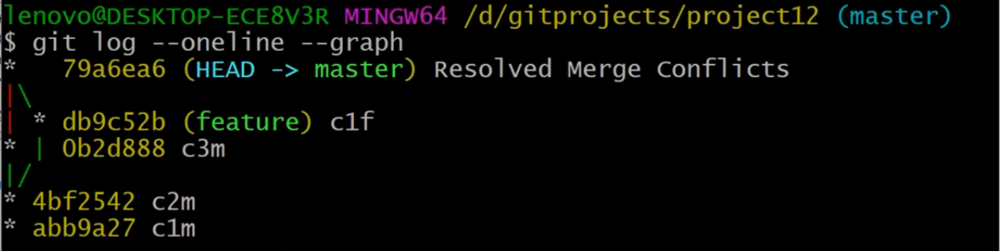 lenovo@DESKTOP-ECE8V3R MINGW64 /d/gitprojects/project12 (master)
$ git log --oneline --graph
*   79a6ea6 (HEAD -> master) Resolved Merge Conflicts
|\
| * db9c52b (feature) c1f
* | 0b2d888 c3m
|/
* 4bf2542 c2m
* abb9a27 c1m